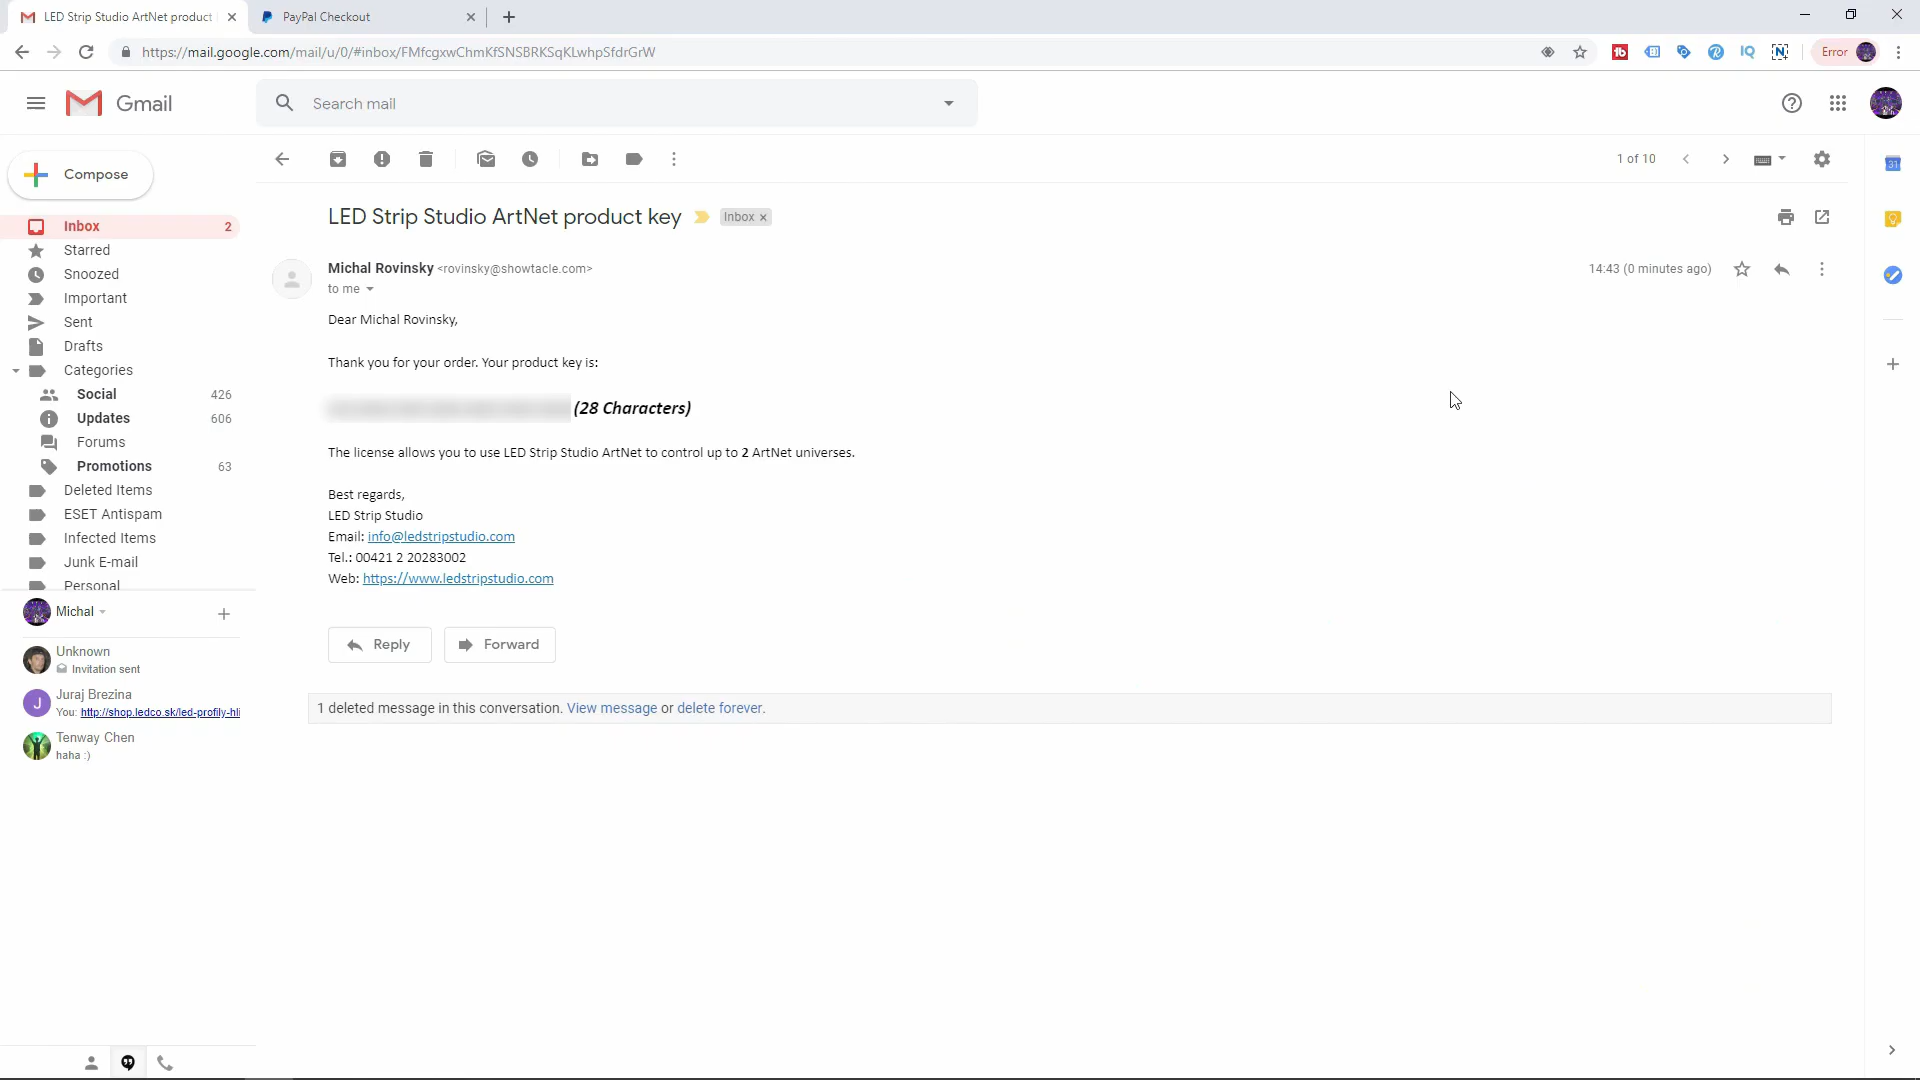 LED Strip Studio ArtNet product
PayPal Checkout
https://mail.google.com/mail/u/0/#inbox/FMfcgxwChmKfSNSBRKSqKLwhpSfdrGrW
Error
Gmail
Search mail
Compose
1 of 10
Inbox 2
Starred
Snoozed
Important
Sent
Drafts
Categories
Social 426
Updates 606
Forums
Promotions 63
Deleted Items
ESET Antispam
Infected Items
Junk E-mail
Personal
Michal
Unknown
Invitation sent
Juraj Brezina
You: http://shop.ledco.sk/led-profily-hli
Tenway Chen
haha :)
LED Strip Studio ArtNet product key Inbox x
Michal Rovinsky <rovinsky@showtacle.com> 14:43 (0 minutes ago)
to me
Dear Michal Rovinsky,
Thank you for your order. Your product key is:
(28 Characters)
The license allows you to use LED Strip Studio ArtNet to control up to 2 ArtNet universes.
Best regards,
LED Strip Studio
Email: info@ledstripstudio.com
Tel.: 00421 2 20283002
Web: https://www.ledstripstudio.com
Reply Forward
1 deleted message in this conversation. View message or delete forever.
31